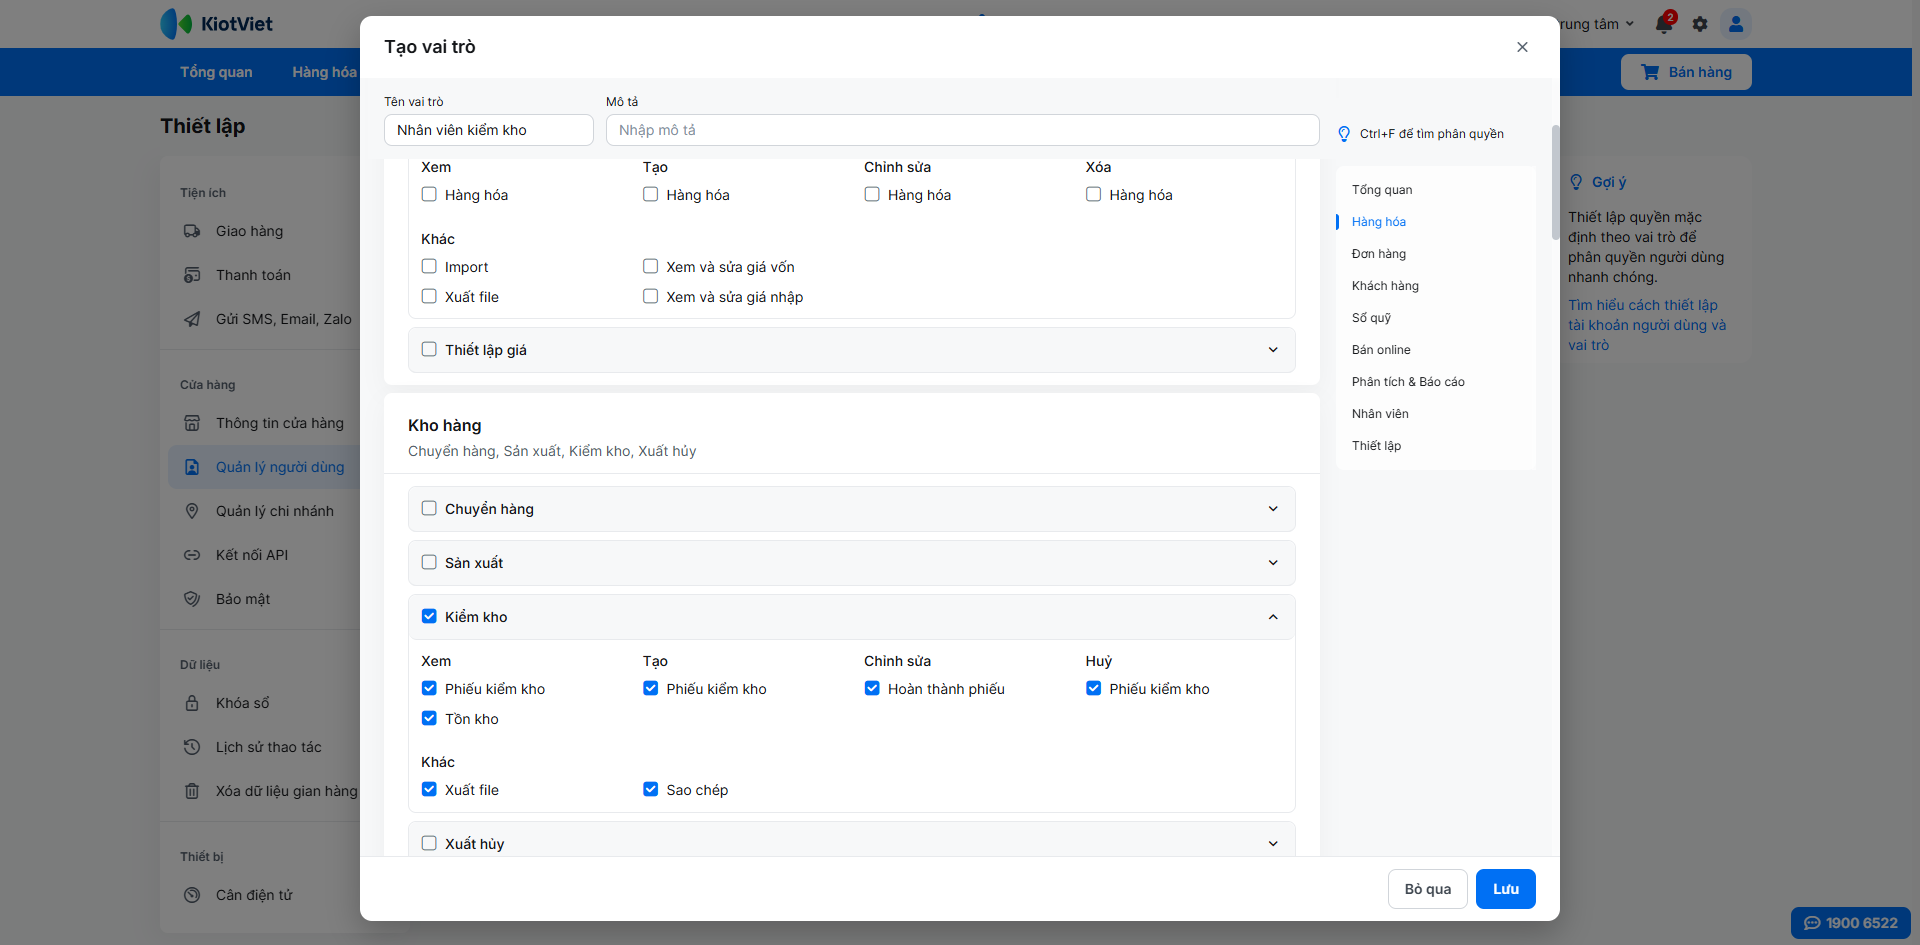 KiotViet
rung tâm
2
Tổng quan
Hàng hóa
Bán hàng
Thiết lập
Tiện ích
Giao hàng
Thanh toán
Gửi SMS, Email, Zalo
Cửa hàng
Thông tin cửa hàng
Quản lý người dùng
Quản lý chi nhánh
Kết nối API
Bảo mật
Dữ liệu
Khóa sổ
Lịch sử thao tác
Xóa dữ liệu gian hàng
Thiết bị
Cân điện tử
Tạo vai trò
Tên vai trò
Mô tả
Nhân viên kiểm kho
Nhập mô tả
Ctrl+F để tìm phân quyền
Xem
Tạo
Chỉnh sửa
Xóa
Hàng hóa
Hàng hóa
Hàng hóa
Hàng hóa
Khác
Import
Xem và sửa giá vốn
Xuất file
Xem và sửa giá nhập
Thiết lập giá
Kho hàng
Chuyển hàng, Sản xuất, Kiểm kho, Xuất hủy
Chuyển hàng
Sản xuất
Kiểm kho
Xem
Tạo
Chỉnh sửa
Huỷ
Phiếu kiểm kho
Phiếu kiểm kho
Hoàn thành phiếu
Phiếu kiểm kho
Tồn kho
Khác
Xuất file
Sao chép
Xuất hủy
Tổng quan
Hàng hóa
Đơn hàng
Khách hàng
Sổ quỹ
Bán online
Phân tích & Báo cáo
Nhân viên
Thiết lập
Bỏ qua
Lưu
Gợi ý
Thiết lập quyền mặc
định theo vai trò để
phân quyền người dùng
nhanh chóng.
Tìm hiểu cách thiết lập
tài khoản người dùng và
vai trò
1900 6522